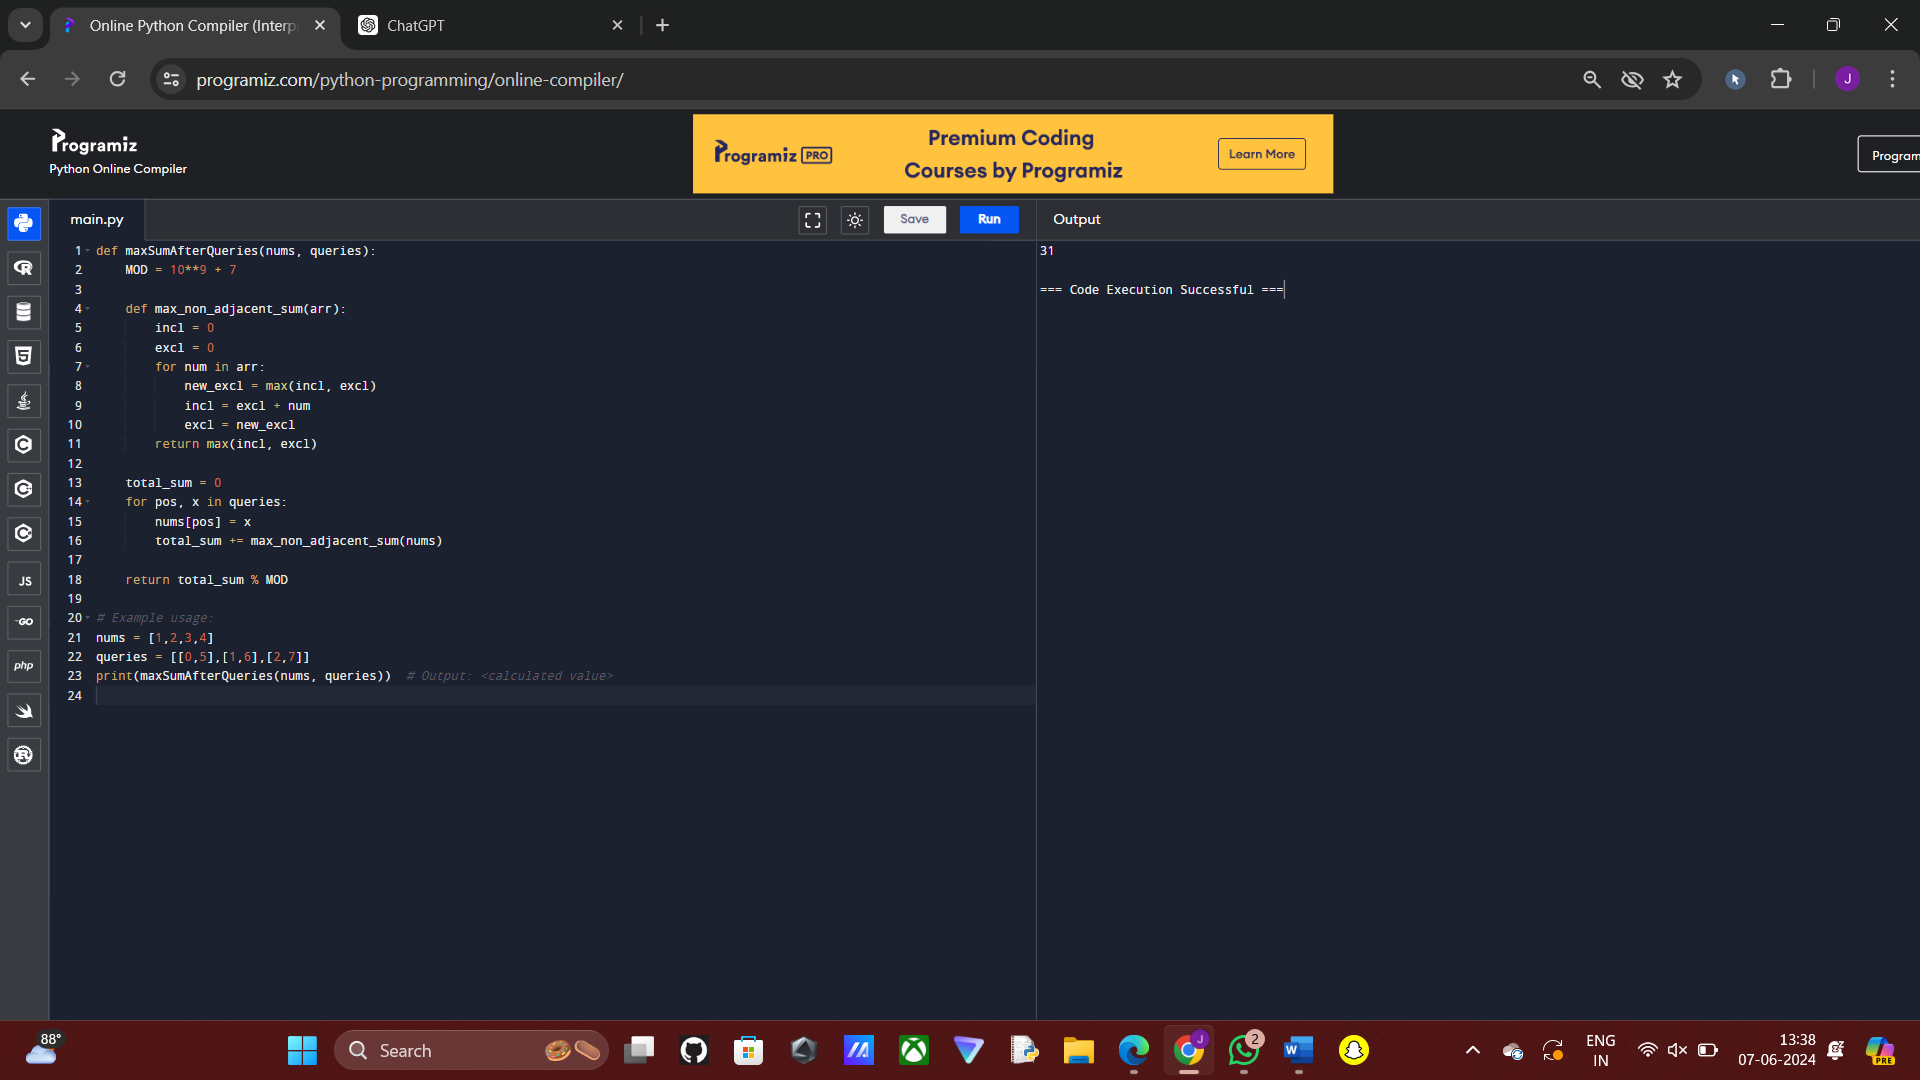 Online Python Compiler (Interp
ChatGPT
programiz.com/python-programming/online-compiler/
J
Programiz
Python Online Compiler
Programiz PRO
Premium Coding
Courses by Programiz
Learn More
Program
main.py
Save
Run
Output
1 def maxSumAfterQueries(nums, queries):
2     MOD = 10**9 + 7
3
4     def max_non_adjacent_sum(arr):
5         incl = 0
6         excl = 0
7         for num in arr:
8             new_excl = max(incl, excl)
9             incl = excl + num
10             excl = new_excl
11         return max(incl, excl)
12
13     total_sum = 0
14     for pos, x in queries:
15         nums[pos] = x
16         total_sum += max_non_adjacent_sum(nums)
17
18     return total_sum % MOD
19
20 # Example usage:
21 nums = [1,2,3,4]
22 queries = [[0,5],[1,6],[2,7]]
23 print(maxSumAfterQueries(nums, queries))  # Output: <calculated value>
24
31
=== Code Execution Successful ===
JS
GO
php
88°
Search
J
2
W
ENG
IN
13:38
07-06-2024
PRE